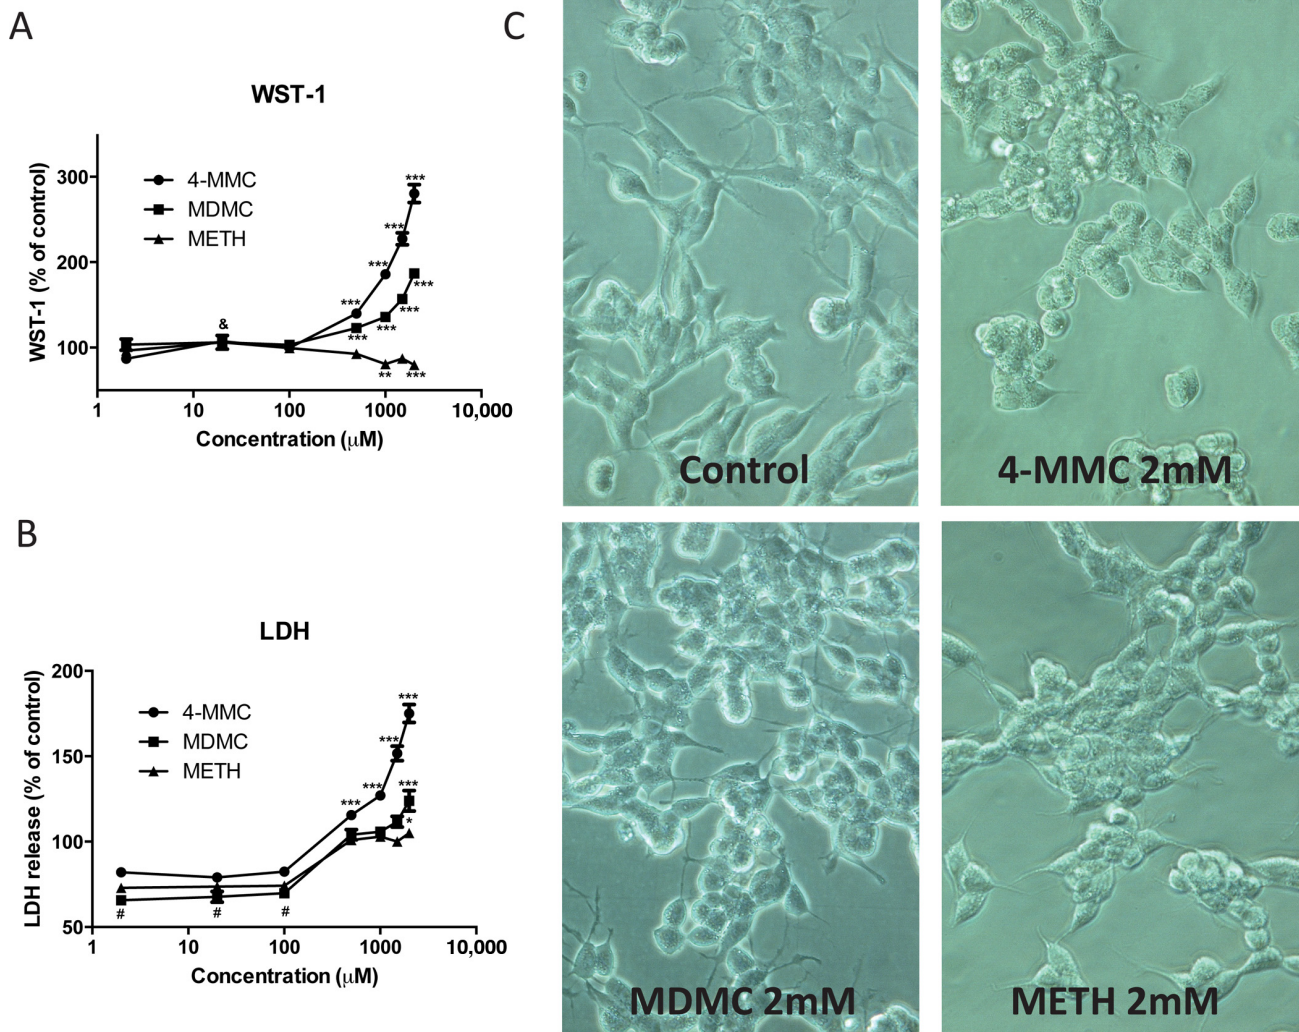 A
WST-1
WST-1 (% of control)
300
200
100
4-MMC
MDMC
METH
***
***
***
***
&
***
***
***
***
**
***
1
10
100
1000
10,000
Concentration (μM)
B
LDH
LDH release (% of control)
200
150
100
50
4-MMC
MDMC
METH
***
***
***
***
***
*
#
#
#
1
10
100
1000
10,000
Concentration (μM)
C
Control
4-MMC 2mM
MDMC 2mM
METH 2mM